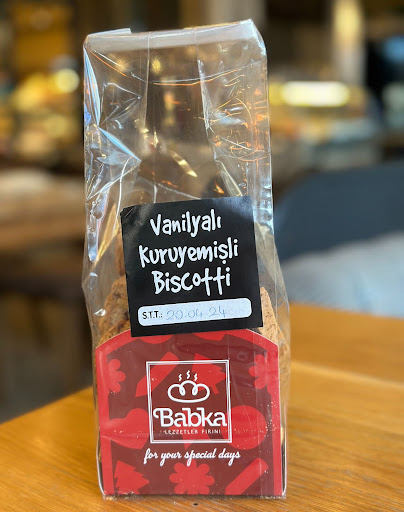 Vanilyalı
Kuruyemişli
Biscotti
S.T.T.: 20.04.24
Babka
LEZZETLER FIRINI
for your special days